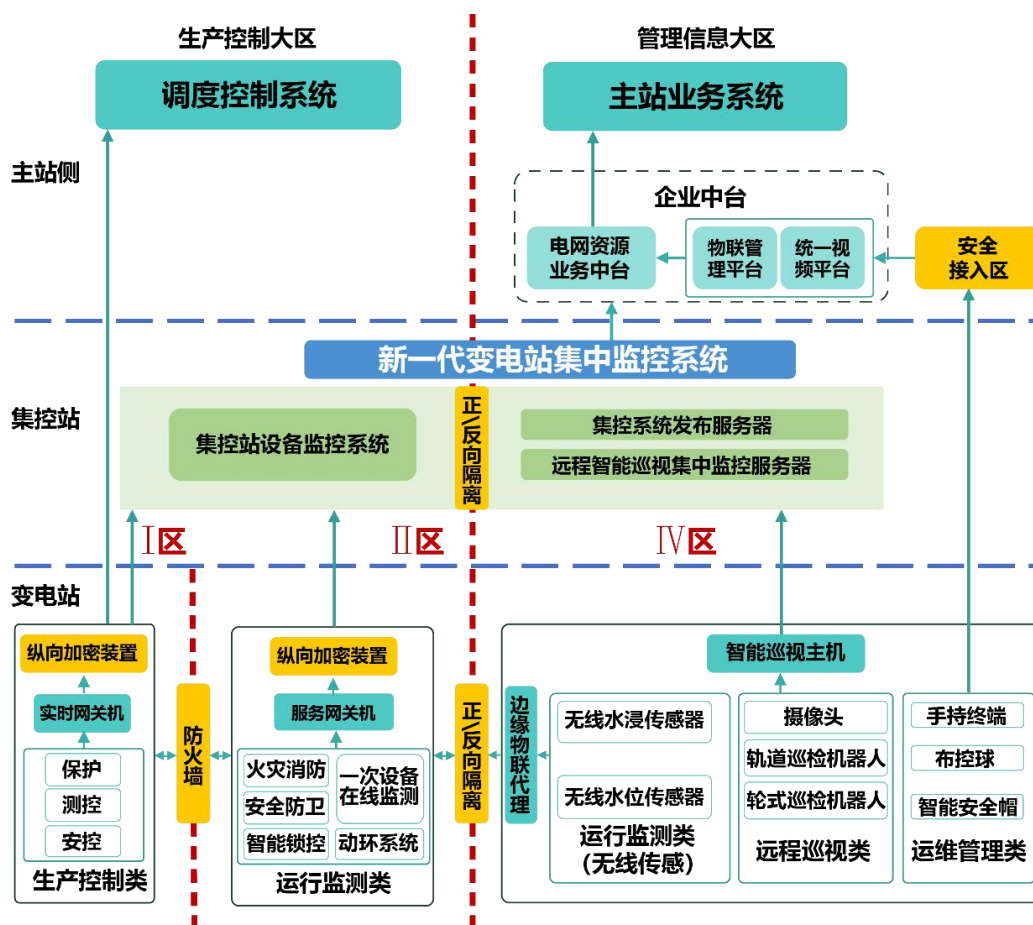 生产控制大区
管理信息大区
调度控制系统
主站业务系统
主站侧
企业中台
电网资源
业务中台
物联管
理平台
统一视
频平台
安全
接入区
新一代变电站集中监控系统
集控站
集控站设备监控系统
正\反向隔离
集控系统发布服务器
远程智能巡视集中监控服务器
I区
II区
IV区
变电站
纵向加密装置
实时网关机
保护
测控
安控
生产控制类
防火墙
纵向加密装置
服务网关机
火灾消防
安全防卫
智能锁控
一次设备
在线监测
动环系统
运行监测类
正\反向隔离
边缘物联代理
智能巡视主机
无线水浸传感器
无线水位传感器
运行监测类
(无线传感)
摄像头
轨道巡检机器人
轮式巡检机器人
远程巡视类
手持终端
布控球
智能安全帽
运维管理类